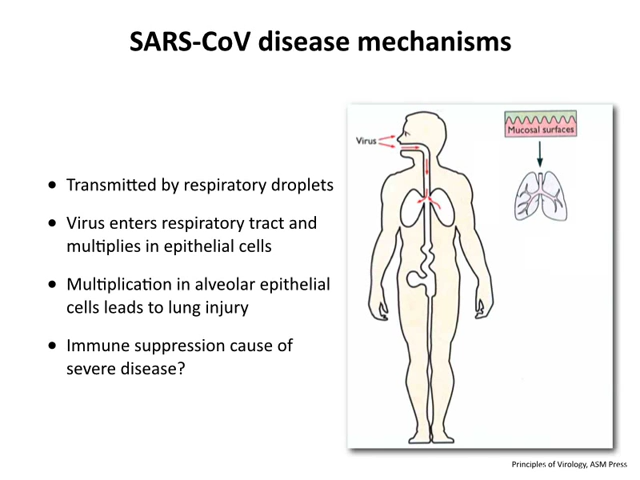 SARS-CoV disease mechanisms
• Transmitted by respiratory droplets
• Virus enters respiratory tract and
multiplies in epithelial cells
• Multiplication in alveolar epithelial
cells leads to lung injury
• Immune suppression cause of
severe disease?
Virus
Mucosal surfaces
Principles of Virology, ASM Press